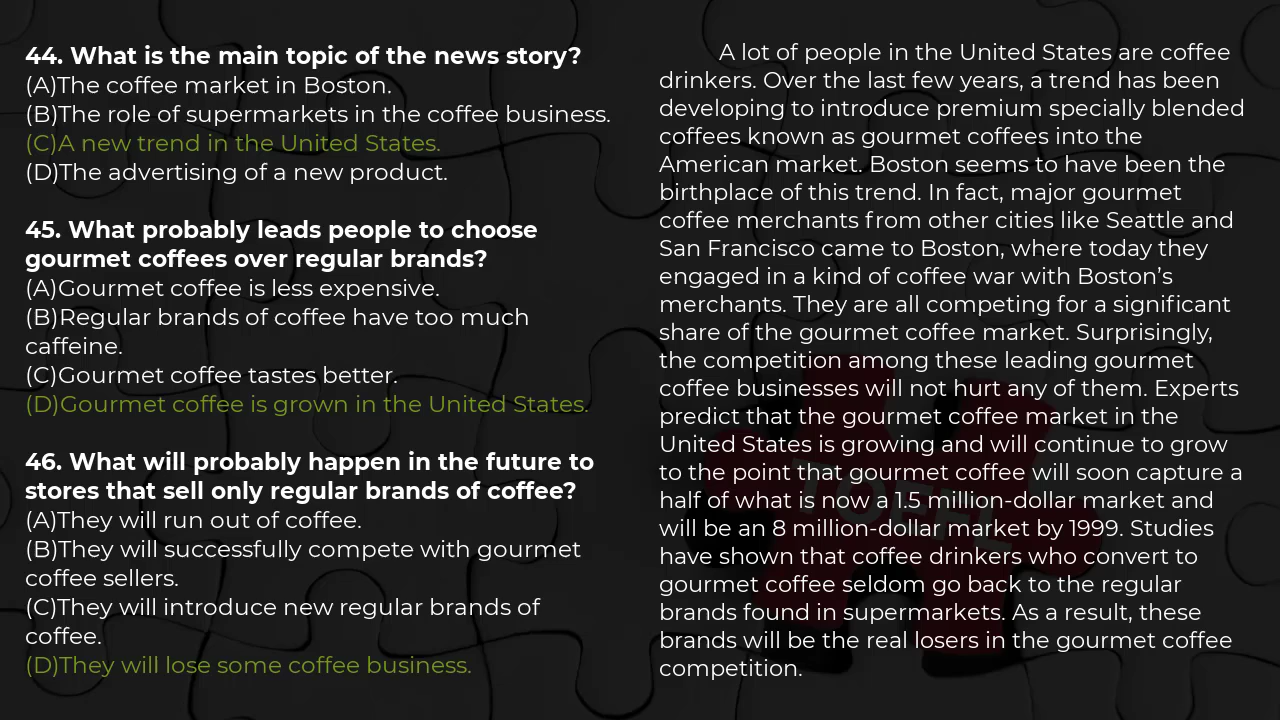 44. What is the main topic of the news story?
(A)The coffee market in Boston.
(B)The role of supermarkets in the coffee business.
(C)A new trend in the United States.
(D)The advertising of a new product.
45. What probably leads people to choose
gourmet coffees over regular brands?
(A)Gourmet coffee is less expensive.
(B)Regular brands of coffee have too much
caffeine.
(C)Gourmet coffee tastes better.
(D)Gourmet coffee is grown in the United States.
46. What will probably happen in the future to
stores that sell only regular brands of coffee?
(A)They will run out of coffee.
(B)They will successfully compete with gourmet
coffee sellers.
(C)They will introduce new regular brands of
coffee.
(D)They will lose some coffee business.
A lot of people in the United States are coffee
drinkers. Over the last few years, a trend has been
developing to introduce premium specially blended
coffees known as gourmet coffees into the
American market. Boston seems to have been the
birthplace of this trend. In fact, major gourmet
coffee merchants from other cities like Seattle and
San Francisco came to Boston, where today they
engaged in a kind of coffee war with Boston’s
merchants. They are all competing for a significant
share of the gourmet coffee market. Surprisingly,
the competition among these leading gourmet
coffee businesses will not hurt any of them. Experts
predict that the gourmet coffee market in the
United States is growing and will continue to grow
to the point that gourmet coffee will soon capture a
half of what is now a 1.5 million-dollar market and
will be an 8 million-dollar market by 1999. Studies
have shown that coffee drinkers who convert to
gourmet coffee seldom go back to the regular
brands found in supermarkets. As a result, these
brands will be the real losers in the gourmet coffee
competition.
TOEFL